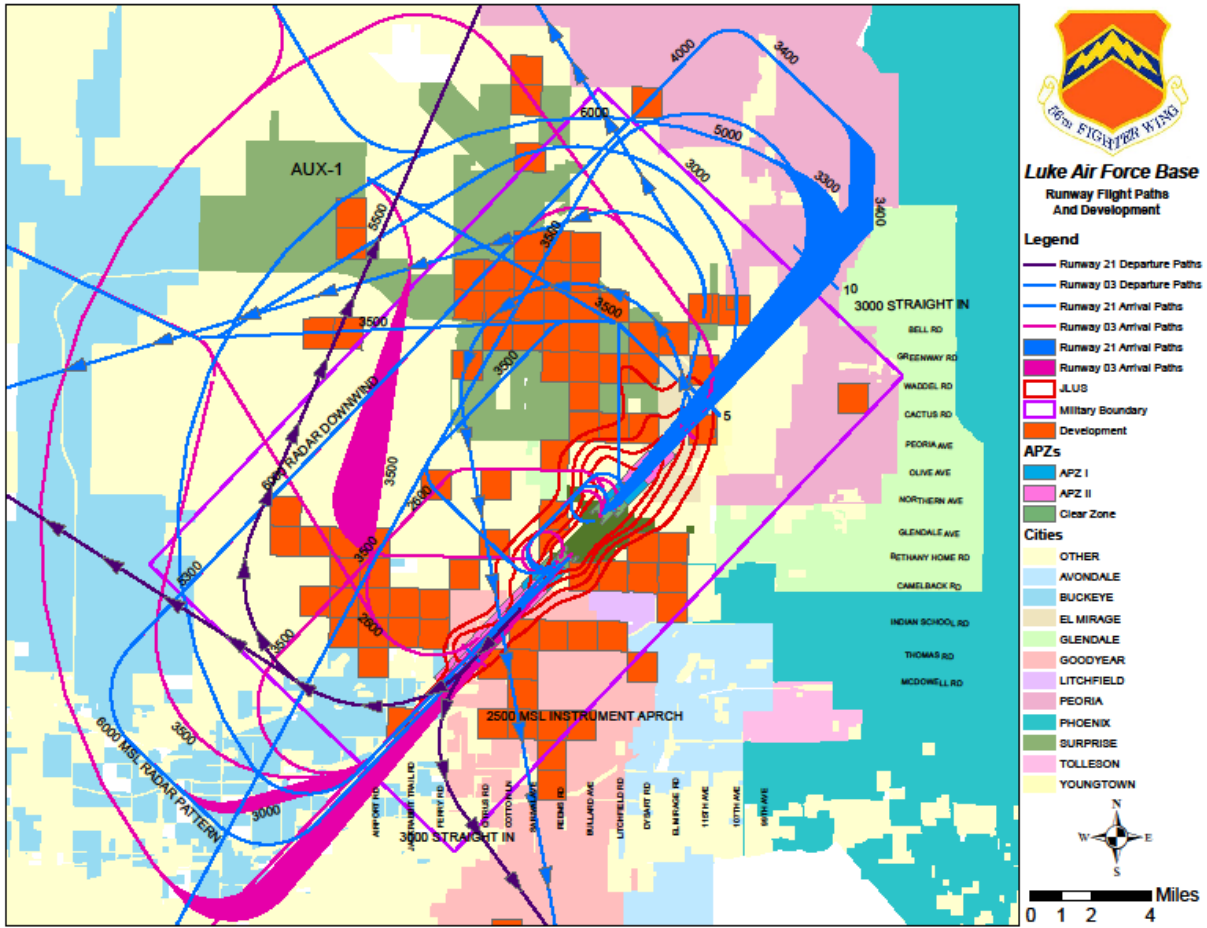 4000
3400
6000
5000
3000
3300
3400
AUX-1
5500
3500
10
3000 STRAIGHT IN
3500
3500
BELL RD
GREENWAY RD
3500
WADDEL RD
CACTUS RD
5
PEORIA AVE
6000 RADAR DOWNWIND
3500
OLIVE AVE
2600
NORTHERN AVE
GLENDALE AVE
3500
BETHANY HOME RD
5300
CAMELBACK RD
2600
INDIAN SCHOOL RD
3500
THOMAS RD
MCDOWELL RD
2500 MSL INSTRUMENT APRCH
3500
6000 MSL RADAR PATTERN
3000
AIRPORT RD
JACKRABBIT TRAIL RD
PERRY RD
CITRUS RD
COTTON LN
SARIVAL AVE
REEMS RD
BULLARD AVE
LITCHFIELD RD
DYSART RD
EL MIRAGE RD
115TH AVE
107TH AVE
99TH AVE
3000 STRAIGHT IN
56TH FIGHTER WING
Luke Air Force Base
Runway Flight Paths
And Development
Legend
Runway 21 Departure Paths
Runway 03 Departure Paths
Runway 21 Arrival Paths
Runway 03 Arrival Paths
Runway 21 Arrival Paths
Runway 03 Arrival Paths
JLUS
Military Boundary
Development
APZs
APZ I
APZ II
Clear Zone
Cities
OTHER
AVONDALE
BUCKEYE
EL MIRAGE
GLENDALE
GOODYEAR
LITCHFIELD
PEORIA
PHOENIX
SURPRISE
TOLLESON
YOUNGTOWN
N
W E
S
Miles
0 1 2 4